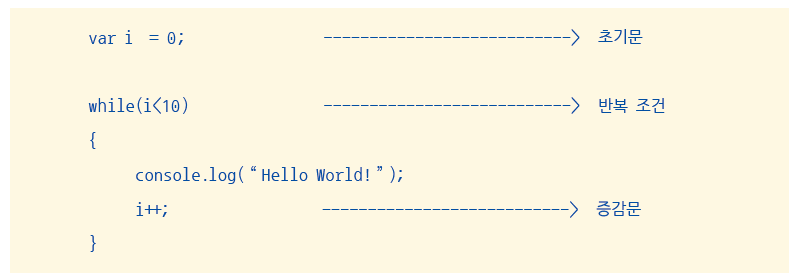 var i = 0; ---------------------------> 초기문
while(i<10) ---------------------------> 반복 조건
{
console.log(“Hello World!”);
i++; ---------------------------> 증감문
}